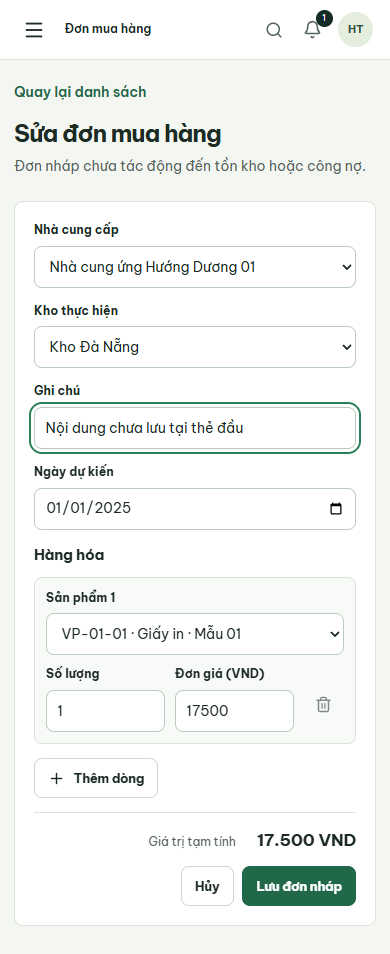 Đơn mua hàng
1
HT
Quay lại danh sách
Sửa đơn mua hàng
Đơn nháp chưa tác động đến tồn kho hoặc công nợ.
Nhà cung cấp
Nhà cung ứng Hướng Dương 01
Kho thực hiện
Kho Đà Nẵng
Ghi chú
Nội dung chưa lưu tại thẻ đầu
Ngày dự kiến
01/01/2025
Hàng hóa
Sản phẩm 1
VP-01-01 · Giấy in · Mẫu 01
Số lượng
Đơn giá (VND)
1
17500
Thêm dòng
Giá trị tạm tính 17.500 VND
Hủy
Lưu đơn nháp